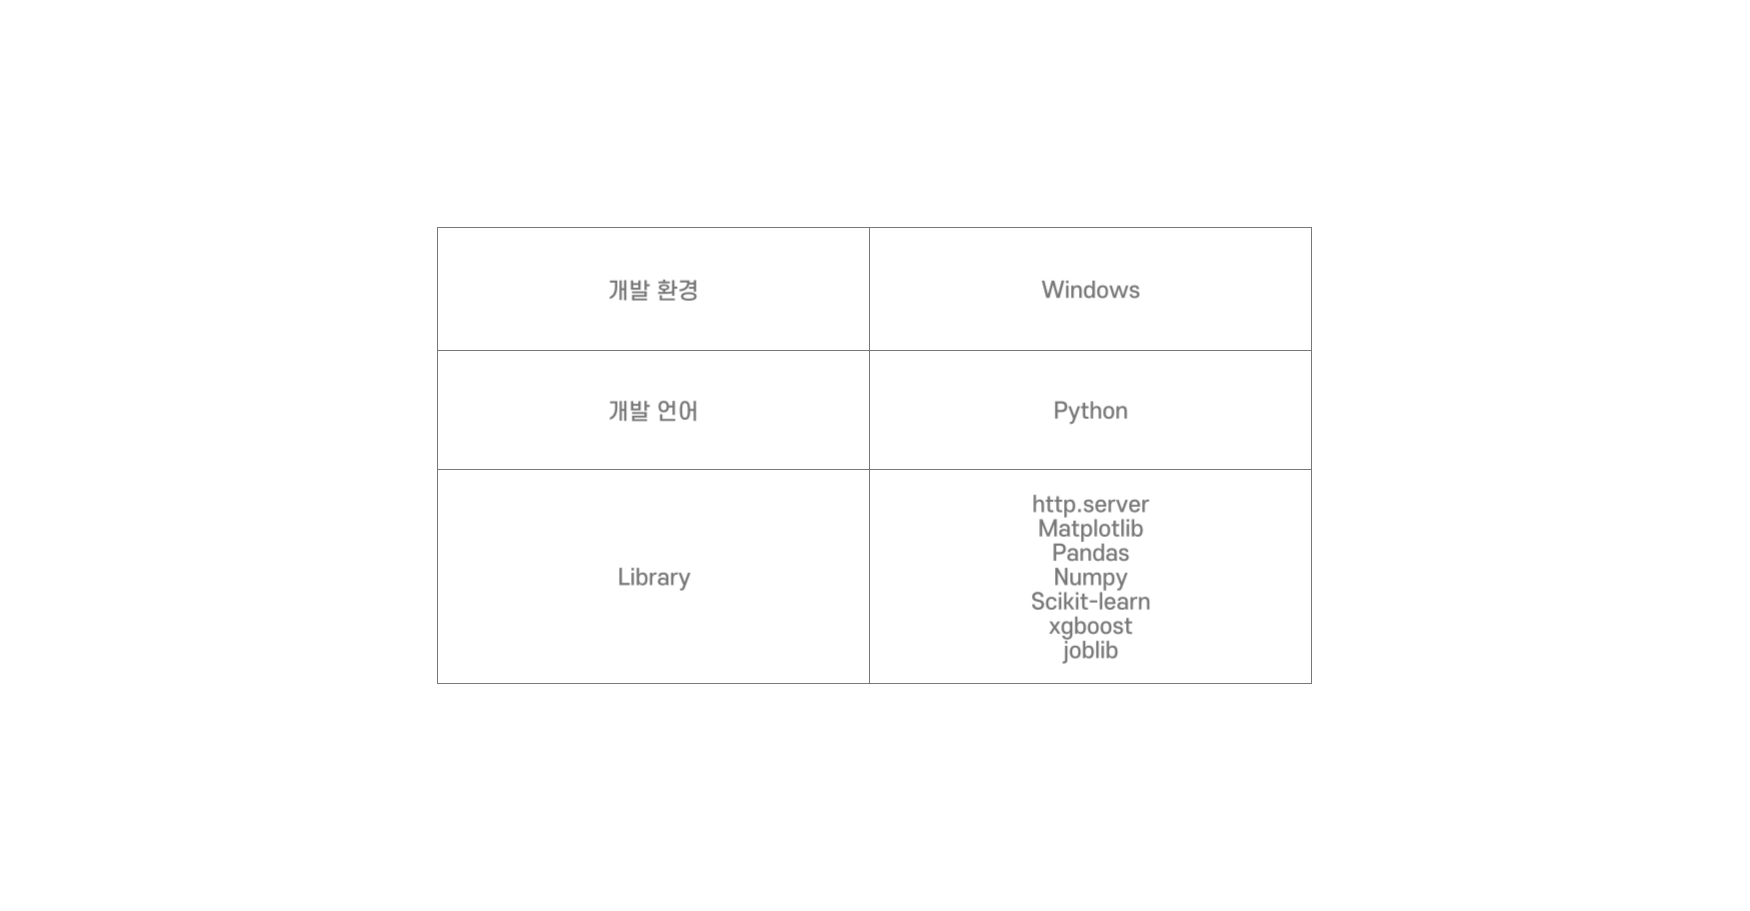 개발 환경
Windows
개발 언어
Python
Library
http.server
Matplotlib
Pandas
Numpy
Scikit-learn
xgboost
joblib